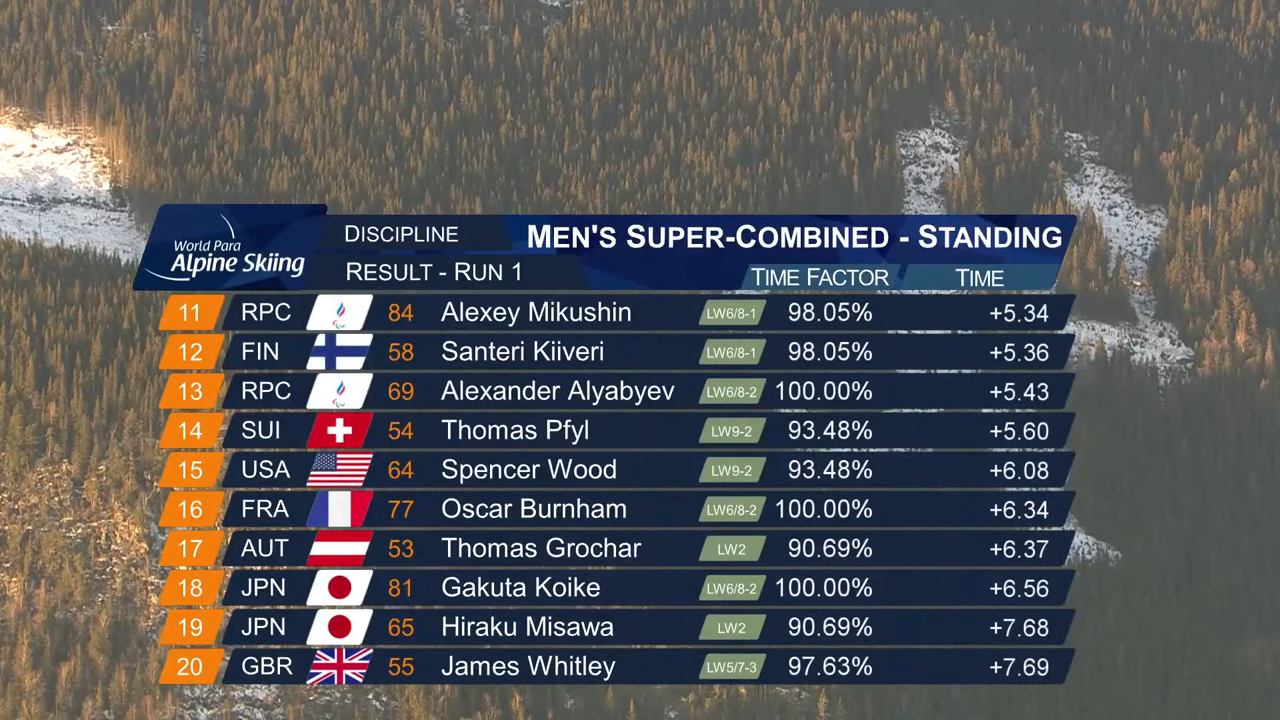 World Para
Alpine Skiing
DISCIPLINE
MEN'S SUPER-COMBINED - STANDING
RESULT - RUN 1
TIME FACTOR
TIME
11 RPC 84 Alexey Mikushin LW6/8-1 98.05% +5.34
12 FIN 58 Santeri Kiiveri LW6/8-1 98.05% +5.36
13 RPC 69 Alexander Alyabyev LW6/8-2 100.00% +5.43
14 SUI 54 Thomas Pfyl LW9-2 93.48% +5.60
15 USA 64 Spencer Wood LW9-2 93.48% +6.08
16 FRA 77 Oscar Burnham LW6/8-2 100.00% +6.34
17 AUT 53 Thomas Grochar LW2 90.69% +6.37
18 JPN 81 Gakuta Koike LW6/8-2 100.00% +6.56
19 JPN 65 Hiraku Misawa LW2 90.69% +7.68
20 GBR 55 James Whitley LW5/7-3 97.63% +7.69